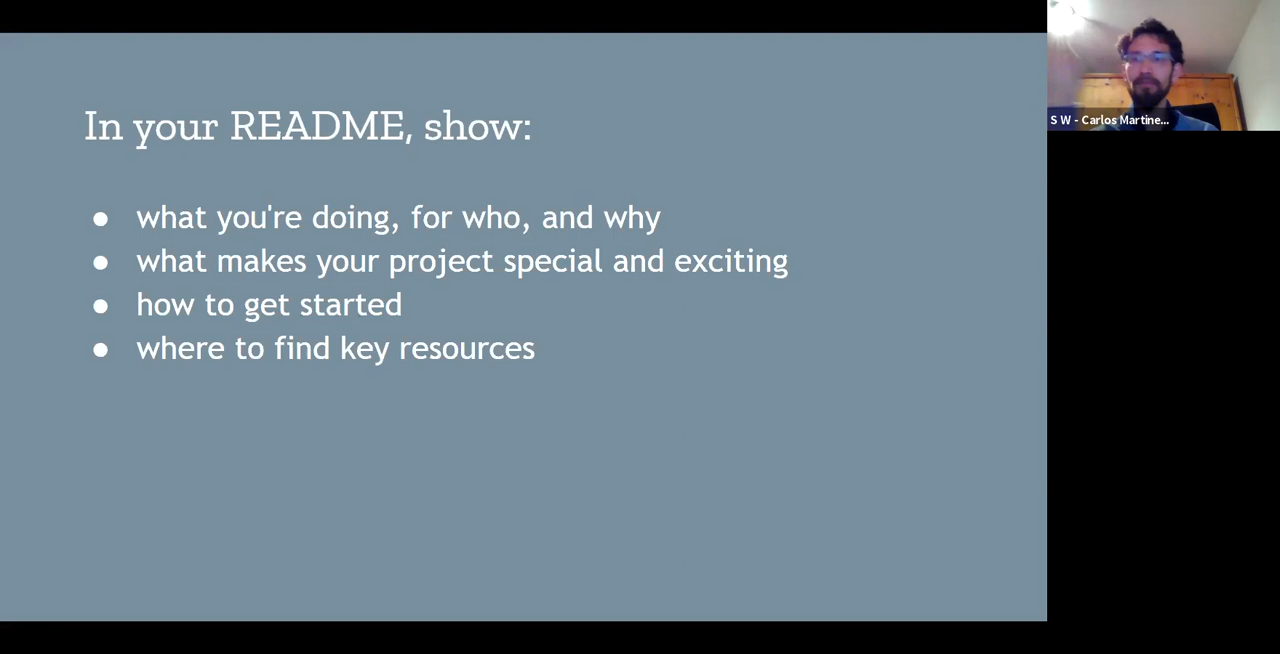 In your README, show:
● what you're doing, for who, and why
● what makes your project special and exciting
● how to get started
● where to find key resources
S W - Carlos Martine...